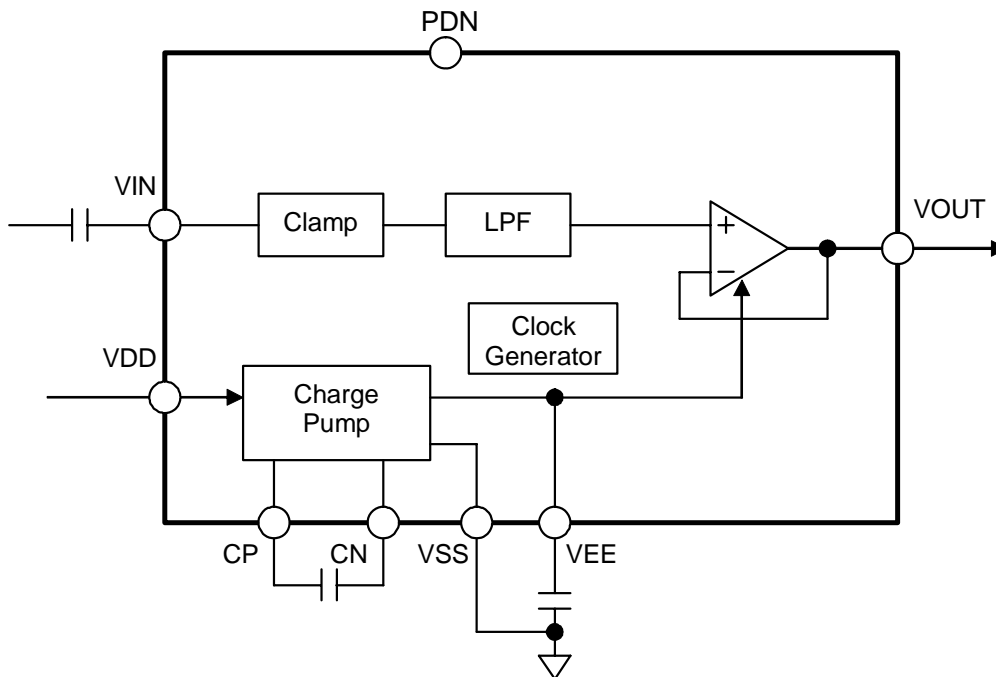 PDN
VIN
Clamp
LPF
+
−
VOUT
Clock
Generator
VDD
Charge
Pump
CP
CN
VSS
VEE